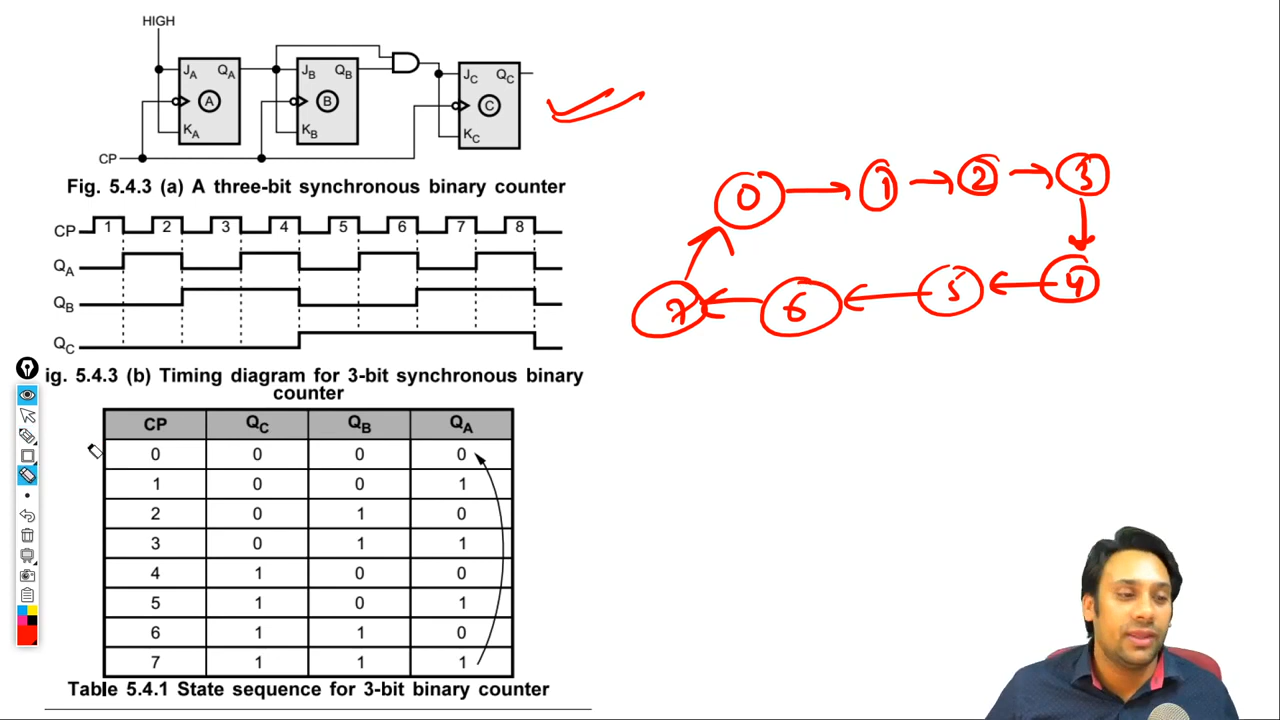 HIGH
JA QA JB QB JC QC
A B C
KA KB KC
CP
Fig. 5.4.3 (a) A three-bit synchronous binary counter
CP 1 2 3 4 5 6 7 8
QA
QB
QC
ig. 5.4.3 (b) Timing diagram for 3-bit synchronous binary
counter
CP QC QB QA
0 0 0 0
1 0 0 1
2 0 1 0
3 0 1 1
4 1 0 0
5 1 0 1
6 1 1 0
7 1 1 1
Table 5.4.1 State sequence for 3-bit binary counter
0 1 2 3
7 6 5 4